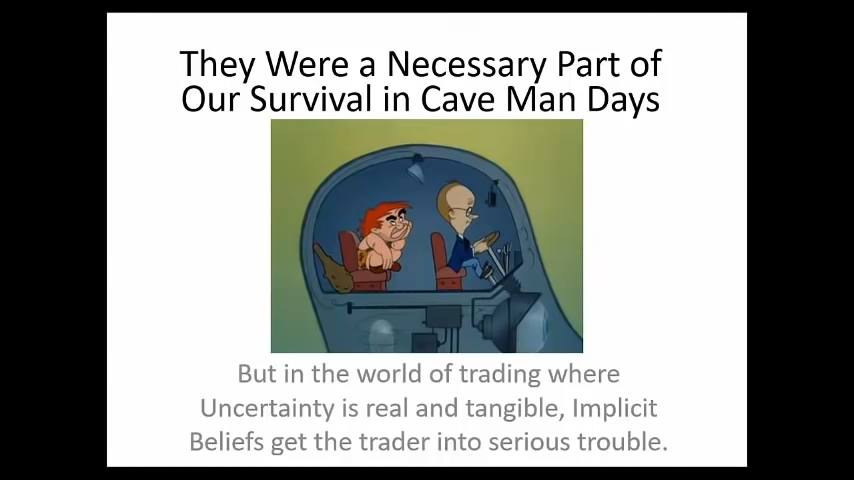 They Were a Necessary Part of
Our Survival in Cave Man Days
But in the world of trading where
Uncertainty is real and tangible, Implicit
Beliefs get the trader into serious trouble.